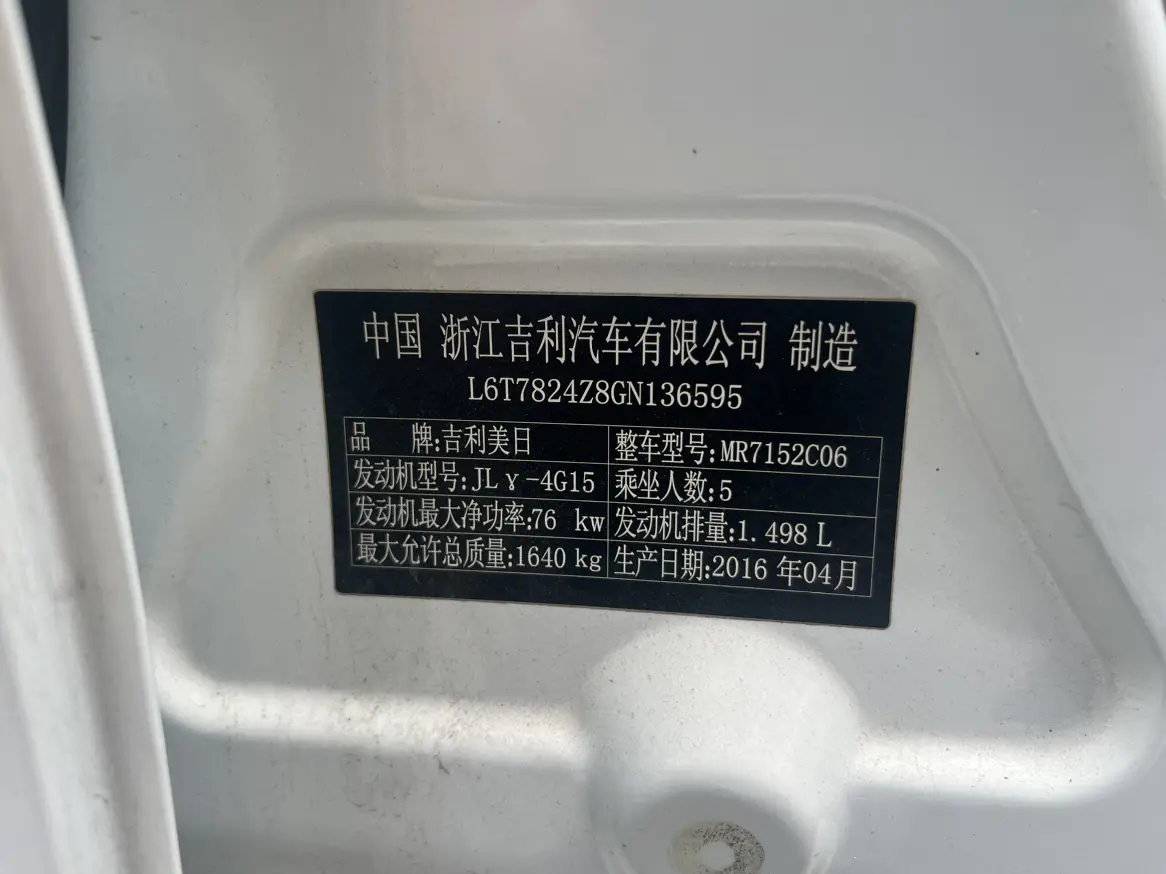 中国 浙江吉利汽车有限公司 制造
L6T7824Z8GN136595
品 牌:吉利美日 整车型号:MR7152C06
发动机型号:JLγ-4G15 乘坐人数:5
发动机最大净功率:76 kw 发动机排量:1.498 L
最大允许总质量:1640 kg 生产日期:2016 年04月